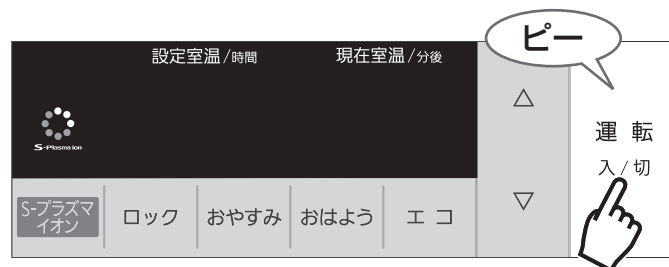 ピー
設定室温/時間 現在室温/分後
S-Plasma ion
△
運転
入/切
S-プラズマ
イオン
ロック
おやすみ
おはよう
エコ
▽